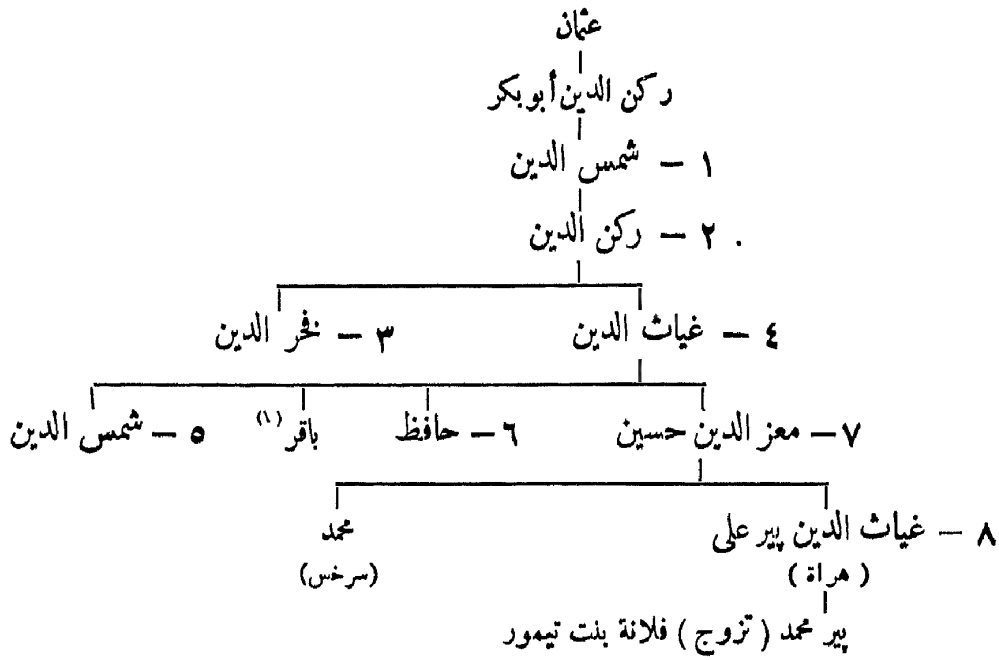 عثمان
ركن الدين أبو بكر
١ – شمس الدين
٢ – ركن الدين
٤ – غياث الدين ٣ – فخر الدين
٧ – معز الدين حسين ٦ – حافظ باقر (١) ٥ – شمس الدين
٨ – غياث الدين پير على محمد
( هراة ) (سرخس)
پير محمد ( تزوج ) فلانة بنت تيمور